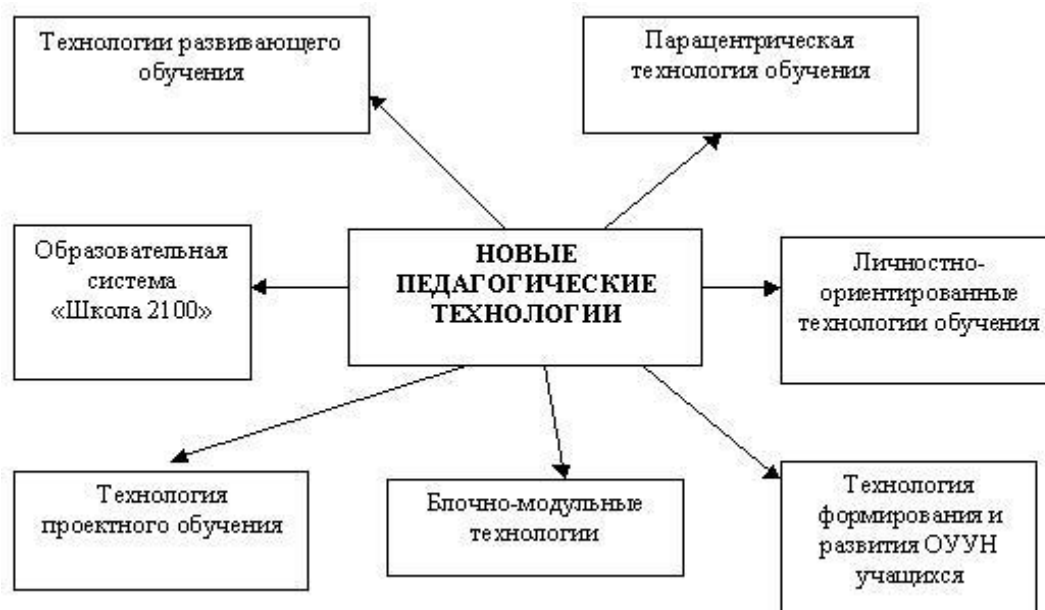 Технологии развивающего
обучения
Парацентрическая
технология обучения
Образовательная
система
«Школа 2100»
НОВЫЕ
ПЕДАГОГИЧЕСКИЕ
ТЕХНОЛОГИИ
Личностно-
ориентированные
технологии обучения
Технология
проектного обучения
Блочно-модульные
технологии
Технология
формирования и
развития ОУУН
учащихся